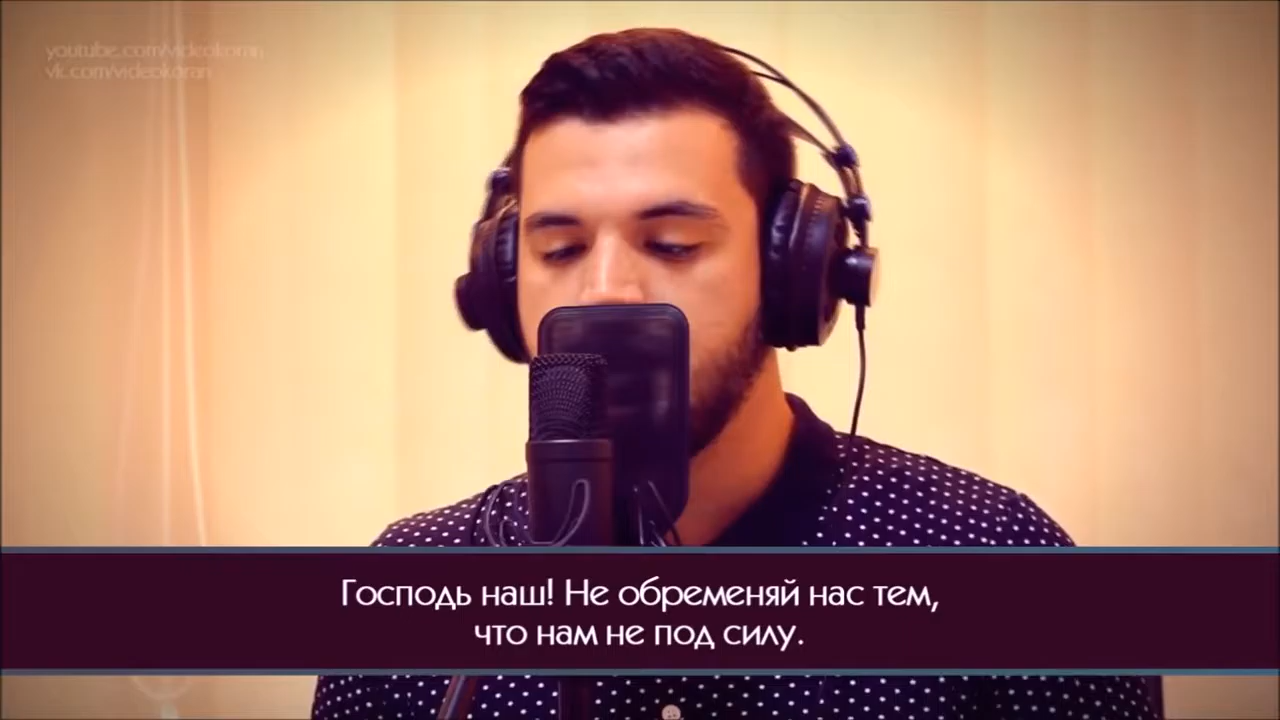 youtube.com/videokoran
vk.com/videokoran
Господь наш! Не обременяй нас тем,
что нам не под силу.